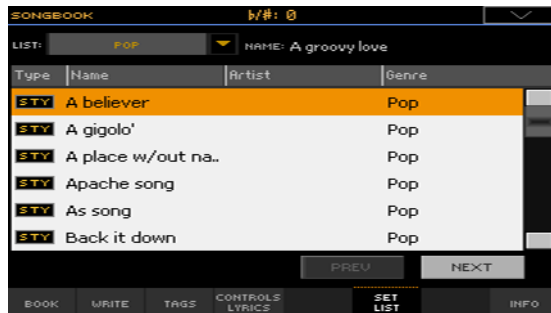 SONGBOOK b/#: 0
LIST: POP NAME: A groovy love
Type Name Artist Genre
STY A believer Pop
STY A gigolo' Pop
STY A place w/out na.. Pop
STY Apache song Pop
STY As song Pop
STY Back it down Pop
PREV NEXT
BOOK WRITE TAGS CONTROLS LYRICS SET LIST INFO